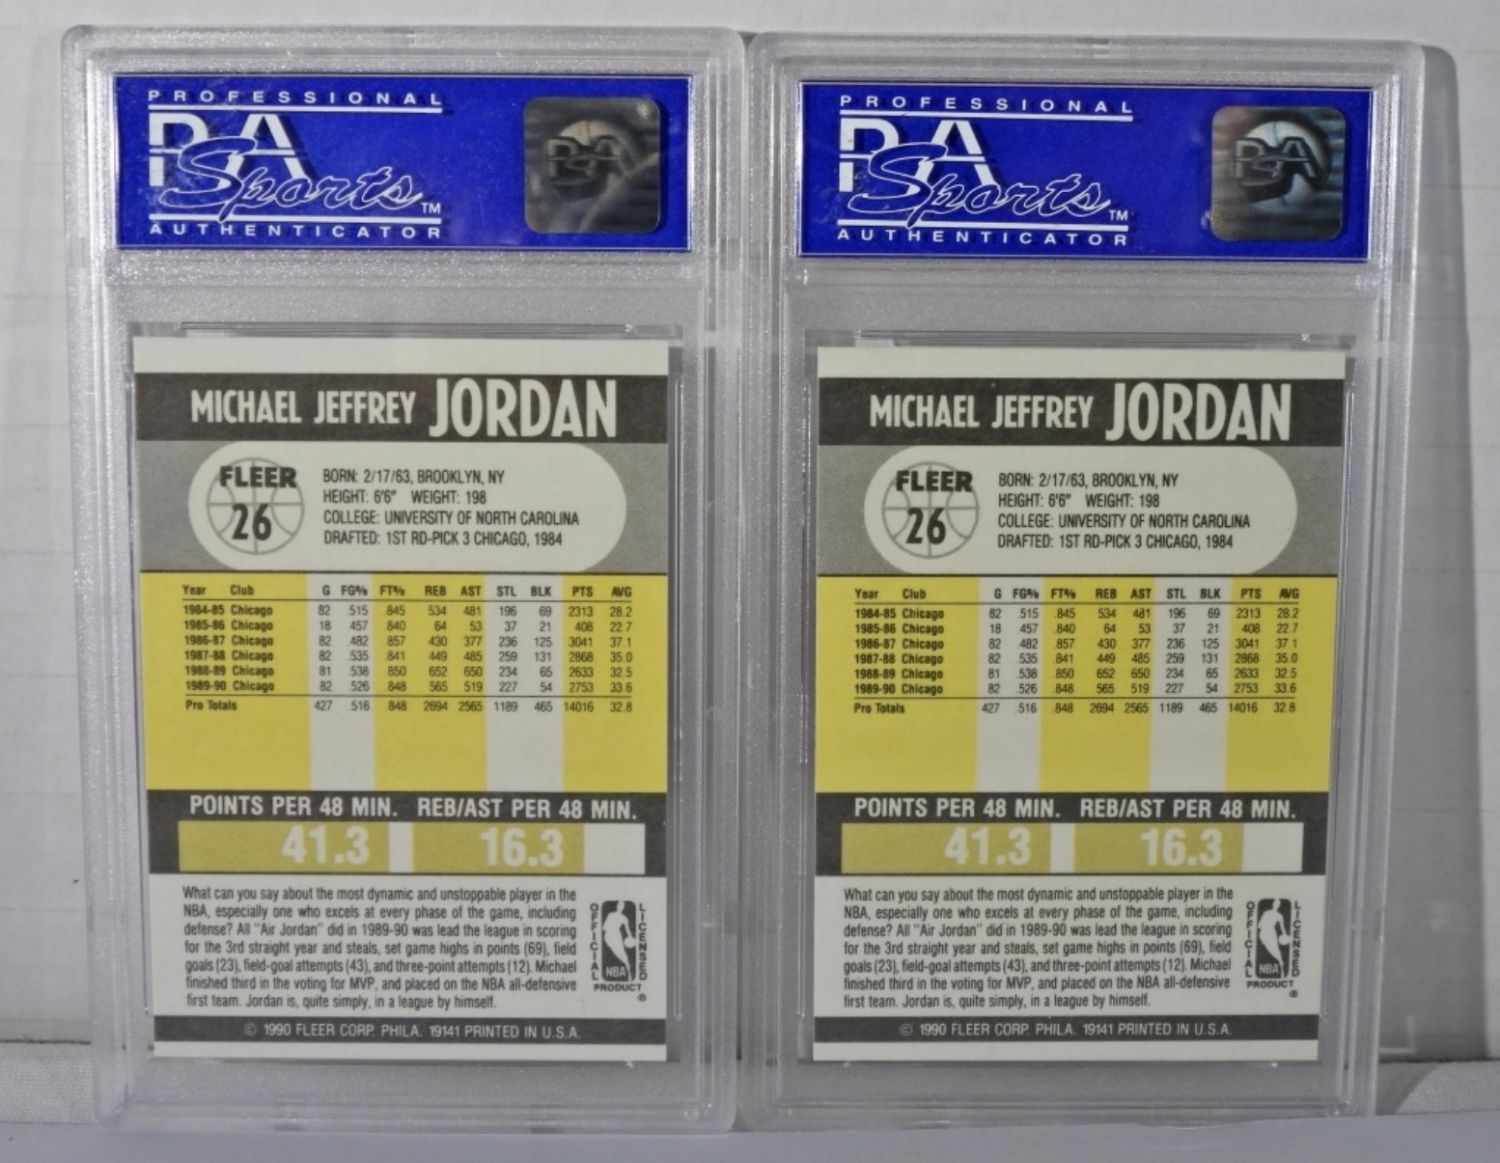 PROFESSIONAL
PSA
Sports™
AUTHENTICATOR
PSA
MICHAEL JEFFREY JORDAN
FLEER
26
BORN: 2/17/63, BROOKLYN, NY
HEIGHT: 6'6" WEIGHT: 198
COLLEGE: UNIVERSITY OF NORTH CAROLINA
DRAFTED: 1ST RD-PICK 3 CHICAGO, 1984
Year Club G FG% FT% REB AST STL BLK PTS AVG
1984-85 Chicago 82 .515 .845 534 481 196 69 2313 28.2
1985-86 Chicago 18 .457 .840 64 53 37 21 408 22.7
1986-87 Chicago 82 .482 .857 430 377 236 125 3041 37.1
1987-88 Chicago 82 .535 .841 449 485 259 131 2868 35.0
1988-89 Chicago 81 .538 .850 652 650 234 65 2633 32.5
1989-90 Chicago 82 .526 .848 565 519 227 54 2753 33.6
Pro Totals 427 .516 .848 2694 2565 1189 465 14016 32.8
POINTS PER 48 MIN. REB/AST PER 48 MIN.
41.3 16.3
What can you say about the most dynamic and unstoppable player in the
NBA, especially one who excels at every phase of the game, including
defense? All "Air Jordan" did in 1989-90 was lead the league in scoring
for the 3rd straight year and steals, set game highs in points (69), field
goals (23), field-goal attempts (43), and three-point attempts (12). Michael
finished third in the voting for MVP, and placed on the NBA all-defensive
first team. Jordan is, quite simply, in a league by himself.
OFFICIAL
LICENSED
NBA
PRODUCT
®
© 1990 FLEER CORP. PHILA. 19141 PRINTED IN U.S.A.
PROFESSIONAL
PSA
Sports™
AUTHENTICATOR
PSA
MICHAEL JEFFREY JORDAN
FLEER
26
BORN: 2/17/63, BROOKLYN, NY
HEIGHT: 6'6" WEIGHT: 198
COLLEGE: UNIVERSITY OF NORTH CAROLINA
DRAFTED: 1ST RD-PICK 3 CHICAGO, 1984
Year Club G FG% FT% REB AST STL BLK PTS AVG
1984-85 Chicago 82 .515 .845 534 481 196 69 2313 28.2
1985-86 Chicago 18 .457 .840 64 53 37 21 408 22.7
1986-87 Chicago 82 .482 .857 430 377 236 125 3041 37.1
1987-88 Chicago 82 .535 .841 449 485 259 131 2868 35.0
1988-89 Chicago 81 .538 .850 652 650 234 65 2633 32.5
1989-90 Chicago 82 .526 .848 565 519 227 54 2753 33.6
Pro Totals 427 .516 .848 2694 2565 1189 465 14016 32.8
POINTS PER 48 MIN. REB/AST PER 48 MIN.
41.3 16.3
What can you say about the most dynamic and unstoppable player in the
NBA, especially one who excels at every phase of the game, including
defense? All "Air Jordan" did in 1989-90 was lead the league in scoring
for the 3rd straight year and steals, set game highs in points (69), field
goals (23), field-goal attempts (43), and three-point attempts (12). Michael
finished third in the voting for MVP, and placed on the NBA all-defensive
first team. Jordan is, quite simply, in a league by himself.
OFFICIAL
LICENSED
NBA
PRODUCT
®
© 1990 FLEER CORP. PHILA. 19141 PRINTED IN U.S.A.